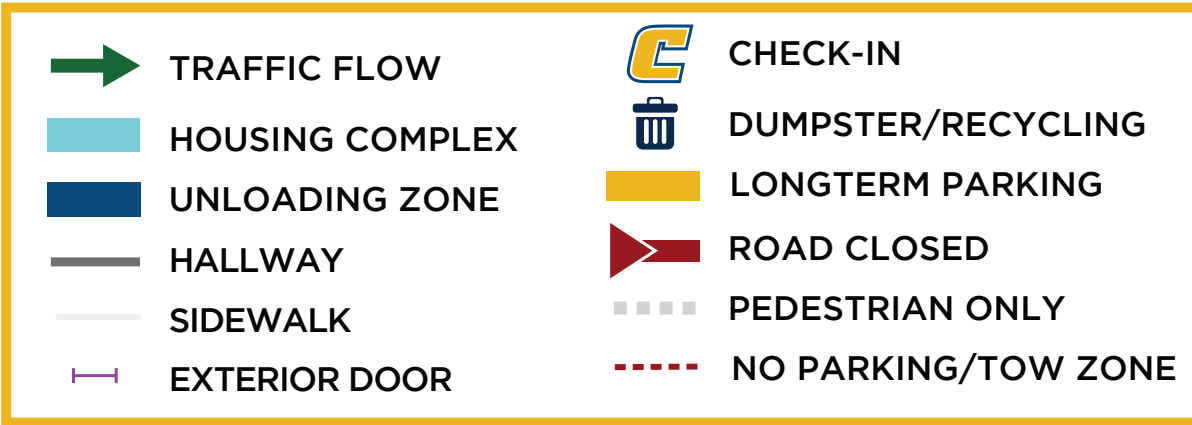 TRAFFIC FLOW
HOUSING COMPLEX
UNLOADING ZONE
HALLWAY
SIDEWALK
EXTERIOR DOOR
C CHECK-IN
DUMPSTER/RECYCLING
LONGTERM PARKING
ROAD CLOSED
PEDESTRIAN ONLY
NO PARKING/TOW ZONE